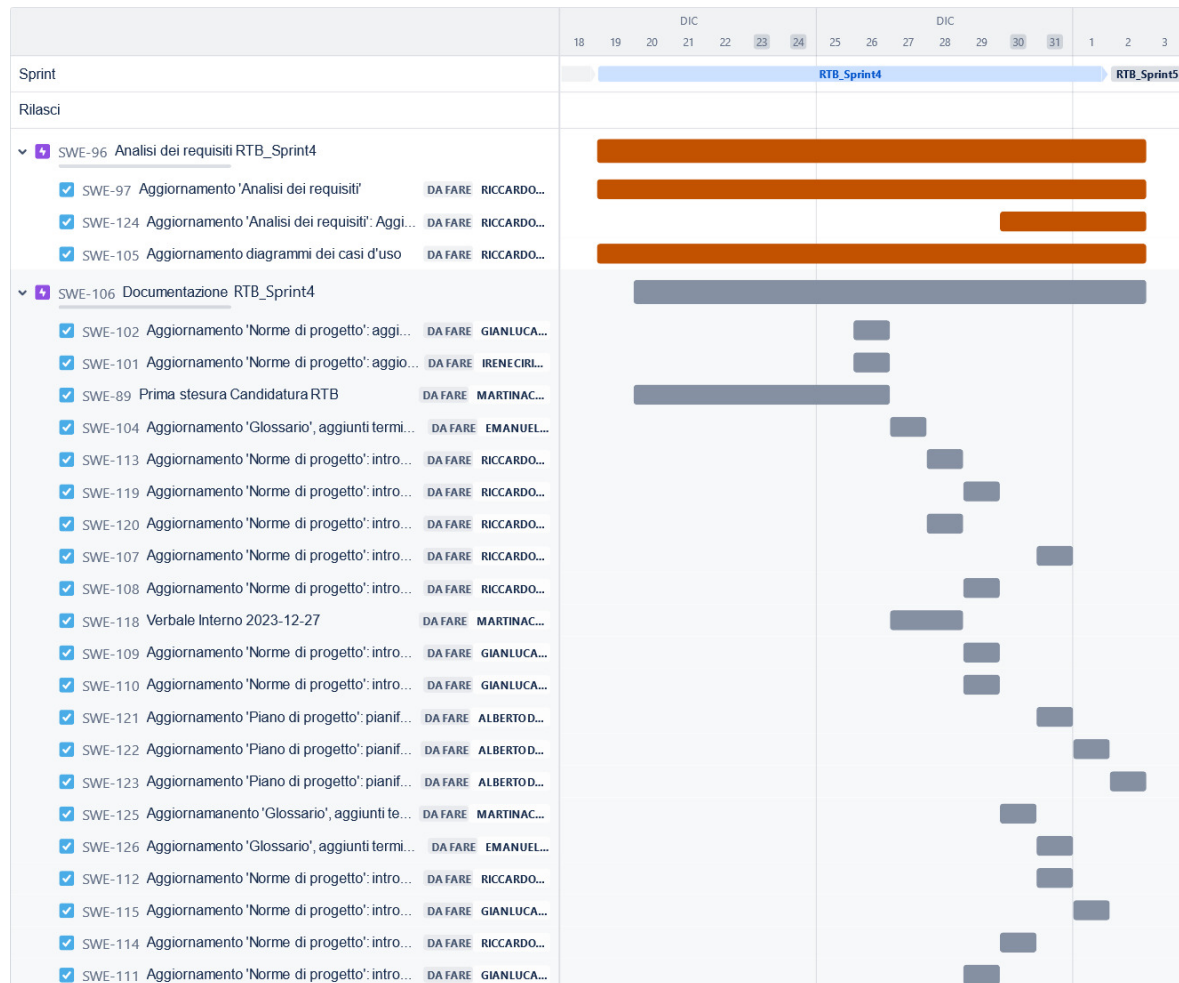 DIC DIC
18 19 20 21 22 23 24 25 26 27 28 29 30 31 1 2 3
Sprint RTB_Sprint4 RTB_Sprint5
Rilasci
SWE-96 Analisi dei requisiti RTB_Sprint4
SWE-97 Aggiornamento 'Analisi dei requisiti' DA FARE RICCARDO...
SWE-124 Aggiornamento 'Analisi dei requisiti': Aggi... DA FARE RICCARDO...
SWE-105 Aggiornamento diagrammi dei casi d'uso DA FARE RICCARDO...
SWE-106 Documentazione RTB_Sprint4
SWE-102 Aggiornamento 'Norme di progetto': aggi... DA FARE GIANLUCA...
SWE-101 Aggiornamento 'Norme di progetto': aggio... DA FARE IRENECIRI...
SWE-89 Prima stesura Candidatura RTB DA FARE MARTINAC...
SWE-104 Aggiornamento 'Glossario', aggiunti termi... DA FARE EMANUEL...
SWE-113 Aggiornamento 'Norme di progetto': intro... DA FARE RICCARDO...
SWE-119 Aggiornamento 'Norme di progetto': intro... DA FARE RICCARDO...
SWE-120 Aggiornamento 'Norme di progetto': intro... DA FARE RICCARDO...
SWE-107 Aggiornamento 'Norme di progetto': intro... DA FARE RICCARDO...
SWE-108 Aggiornamento 'Norme di progetto': intro... DA FARE RICCARDO...
SWE-118 Verbale Interno 2023-12-27 DA FARE MARTINAC...
SWE-109 Aggiornamento 'Norme di progetto': intro... DA FARE GIANLUCA...
SWE-110 Aggiornamento 'Norme di progetto': intro... DA FARE GIANLUCA...
SWE-121 Aggiornamento 'Piano di progetto': pianif... DA FARE ALBERTO D...
SWE-122 Aggiornamento 'Piano di progetto': pianif... DA FARE ALBERTO D...
SWE-123 Aggiornamento 'Piano di progetto': pianif... DA FARE ALBERTO D...
SWE-125 Aggiornamanento 'Glossario', aggiunti te... DA FARE MARTINAC...
SWE-126 Aggiornamento 'Glossario', aggiunti termi... DA FARE EMANUEL...
SWE-112 Aggiornamento 'Norme di progetto': intro... DA FARE RICCARDO...
SWE-115 Aggiornamento 'Norme di progetto': intro... DA FARE GIANLUCA...
SWE-114 Aggiornamento 'Norme di progetto': intro... DA FARE RICCARDO...
SWE-111 Aggiornamento 'Norme di progetto': intro... DA FARE GIANLUCA...